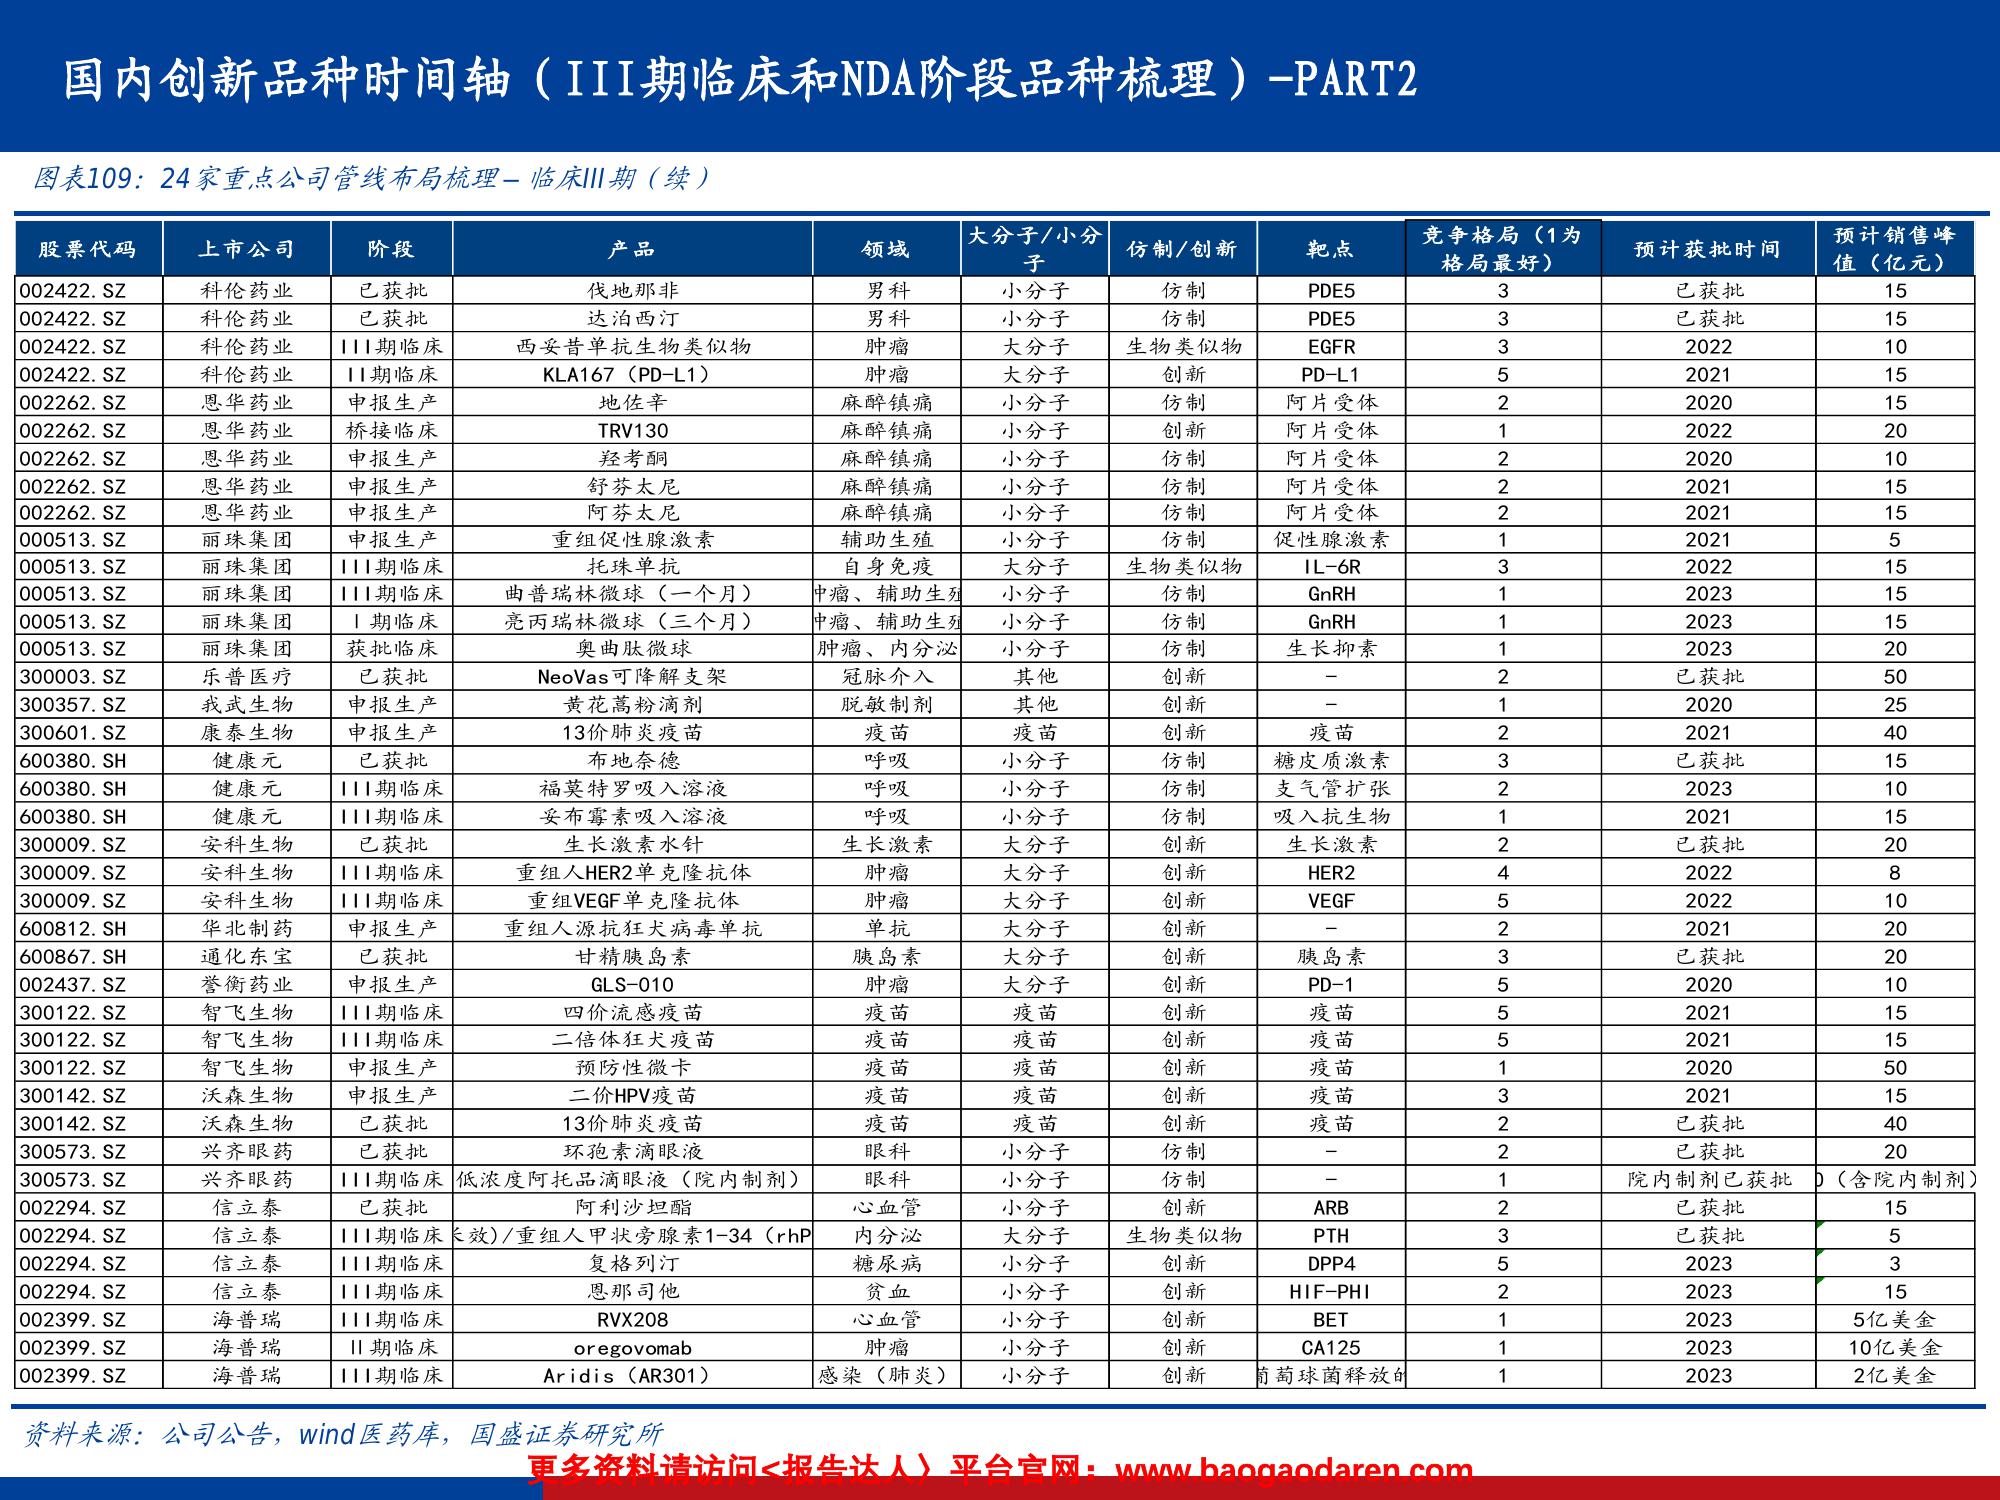 国内创新品种时间轴（III期临床和NDA阶段品种梳理）-PART2
图表109：24家重点公司管线布局梳理– 临床III期（续）
股票代码 上市公司 阶段 产品 领域 大分子/小分子 仿制/创新 靶点 竞争格局（1为格局最好） 预计获批时间 预计销售峰值（亿元）
002422.SZ 科伦药业 已获批 伐地那非 男科 小分子 仿制 PDE5 3 已获批 15
002422.SZ 科伦药业 已获批 达泊西汀 男科 小分子 仿制 PDE5 3 已获批 15
002422.SZ 科伦药业 III期临床 西妥昔单抗生物类似物 肿瘤 大分子 生物类似物 EGFR 3 2022 10
002422.SZ 科伦药业 II期临床 KLA167（PD-L1） 肿瘤 大分子 创新 PD-L1 5 2021 15
002262.SZ 恩华药业 申报生产 地佐辛 麻醉镇痛 小分子 仿制 阿片受体 2 2020 15
002262.SZ 恩华药业 桥接临床 TRV130 麻醉镇痛 小分子 创新 阿片受体 1 2022 20
002262.SZ 恩华药业 申报生产 羟考酮 麻醉镇痛 小分子 仿制 阿片受体 2 2020 10
002262.SZ 恩华药业 申报生产 舒芬太尼 麻醉镇痛 小分子 仿制 阿片受体 2 2021 15
002262.SZ 恩华药业 申报生产 阿芬太尼 麻醉镇痛 小分子 仿制 阿片受体 2 2021 15
000513.SZ 丽珠集团 申报生产 重组促性腺激素 辅助生殖 小分子 仿制 促性腺激素 1 2021 5
000513.SZ 丽珠集团 III期临床 托珠单抗 自身免疫 大分子 生物类似物 IL-6R 3 2022 15
000513.SZ 丽珠集团 III期临床 曲普瑞林微球（一个月） 肿瘤、辅助生殖 小分子 仿制 GnRH 1 2023 15
000513.SZ 丽珠集团 I期临床 亮丙瑞林微球（三个月） 肿瘤、辅助生殖 小分子 仿制 GnRH 1 2023 15
000513.SZ 丽珠集团 获批临床 奥曲肽微球 肿瘤、内分泌 小分子 仿制 生长抑素 1 2023 20
300003.SZ 乐普医疗 已获批 NeoVas可降解支架 冠脉介入 其他 创新 - 2 已获批 50
300357.SZ 我武生物 申报生产 黄花蒿粉滴剂 脱敏制剂 其他 创新 - 1 2020 25
300601.SZ 康泰生物 申报生产 13价肺炎疫苗 疫苗 疫苗 创新 疫苗 2 2021 40
600380.SH 健康元 已获批 布地奈德 呼吸 小分子 仿制 糖皮质激素 3 已获批 15
600380.SH 健康元 III期临床 福莫特罗吸入溶液 呼吸 小分子 仿制 支气管扩张 2 2023 10
600380.SH 健康元 III期临床 妥布霉素吸入溶液 呼吸 小分子 仿制 吸入抗生物 1 2021 15
300009.SZ 安科生物 已获批 生长激素水针 生长激素 大分子 创新 生长激素 2 已获批 20
300009.SZ 安科生物 III期临床 重组人HER2单克隆抗体 肿瘤 大分子 创新 HER2 4 2022 8
300009.SZ 安科生物 III期临床 重组VEGF单克隆抗体 肿瘤 大分子 创新 VEGF 5 2022 10
600812.SH 华北制药 申报生产 重组人源抗狂犬病毒单抗 单抗 大分子 创新 - 2 2021 20
600867.SH 通化东宝 已获批 甘精胰岛素 胰岛素 大分子 创新 胰岛素 3 已获批 20
002437.SZ 誉衡药业 申报生产 GLS-010 肿瘤 大分子 创新 PD-1 5 2020 10
300122.SZ 智飞生物 III期临床 四价流感疫苗 疫苗 疫苗 创新 疫苗 5 2021 15
300122.SZ 智飞生物 III期临床 二倍体狂犬疫苗 疫苗 疫苗 创新 疫苗 5 2021 15
300122.SZ 智飞生物 申报生产 预防性微卡 疫苗 疫苗 创新 疫苗 1 2020 50
300142.SZ 沃森生物 申报生产 二价HPV疫苗 疫苗 疫苗 创新 疫苗 3 2021 15
300142.SZ 沃森生物 已获批 13价肺炎疫苗 疫苗 疫苗 创新 疫苗 2 已获批 40
300573.SZ 兴齐眼药 已获批 环孢素滴眼液 眼科 小分子 仿制 - 2 已获批 20
300573.SZ 兴齐眼药 III期临床 低浓度阿托品滴眼液（院内制剂） 眼科 小分子 仿制 - 1 院内制剂已获批 （含院内制剂）
002294.SZ 信立泰 已获批 阿利沙坦酯 心血管 小分子 创新 ARB 2 已获批 15
002294.SZ 信立泰 III期临床 效)/重组人甲状旁腺素1-34（rhP 内分泌 大分子 生物类似物 PTH 3 已获批 5
002294.SZ 信立泰 III期临床 复格列汀 糖尿病 小分子 创新 DPP4 5 2023 3
002294.SZ 信立泰 III期临床 恩那司他 贫血 小分子 创新 HIF-PHI 2 2023 15
002399.SZ 海普瑞 III期临床 RVX208 心血管 小分子 创新 BET 1 2023 5亿美金
002399.SZ 海普瑞 II期临床 oregovomab 肿瘤 小分子 创新 CA125 1 2023 10亿美金
002399.SZ 海普瑞 III期临床 Aridis（AR301） 感染（肺炎） 小分子 创新 萄球菌释放 1 2023 2亿美金
资料来源：公司公告，wind医药库，国盛证券研究所
更多资料请访问<报告达人〉平台官网：www.baogaodaren.com